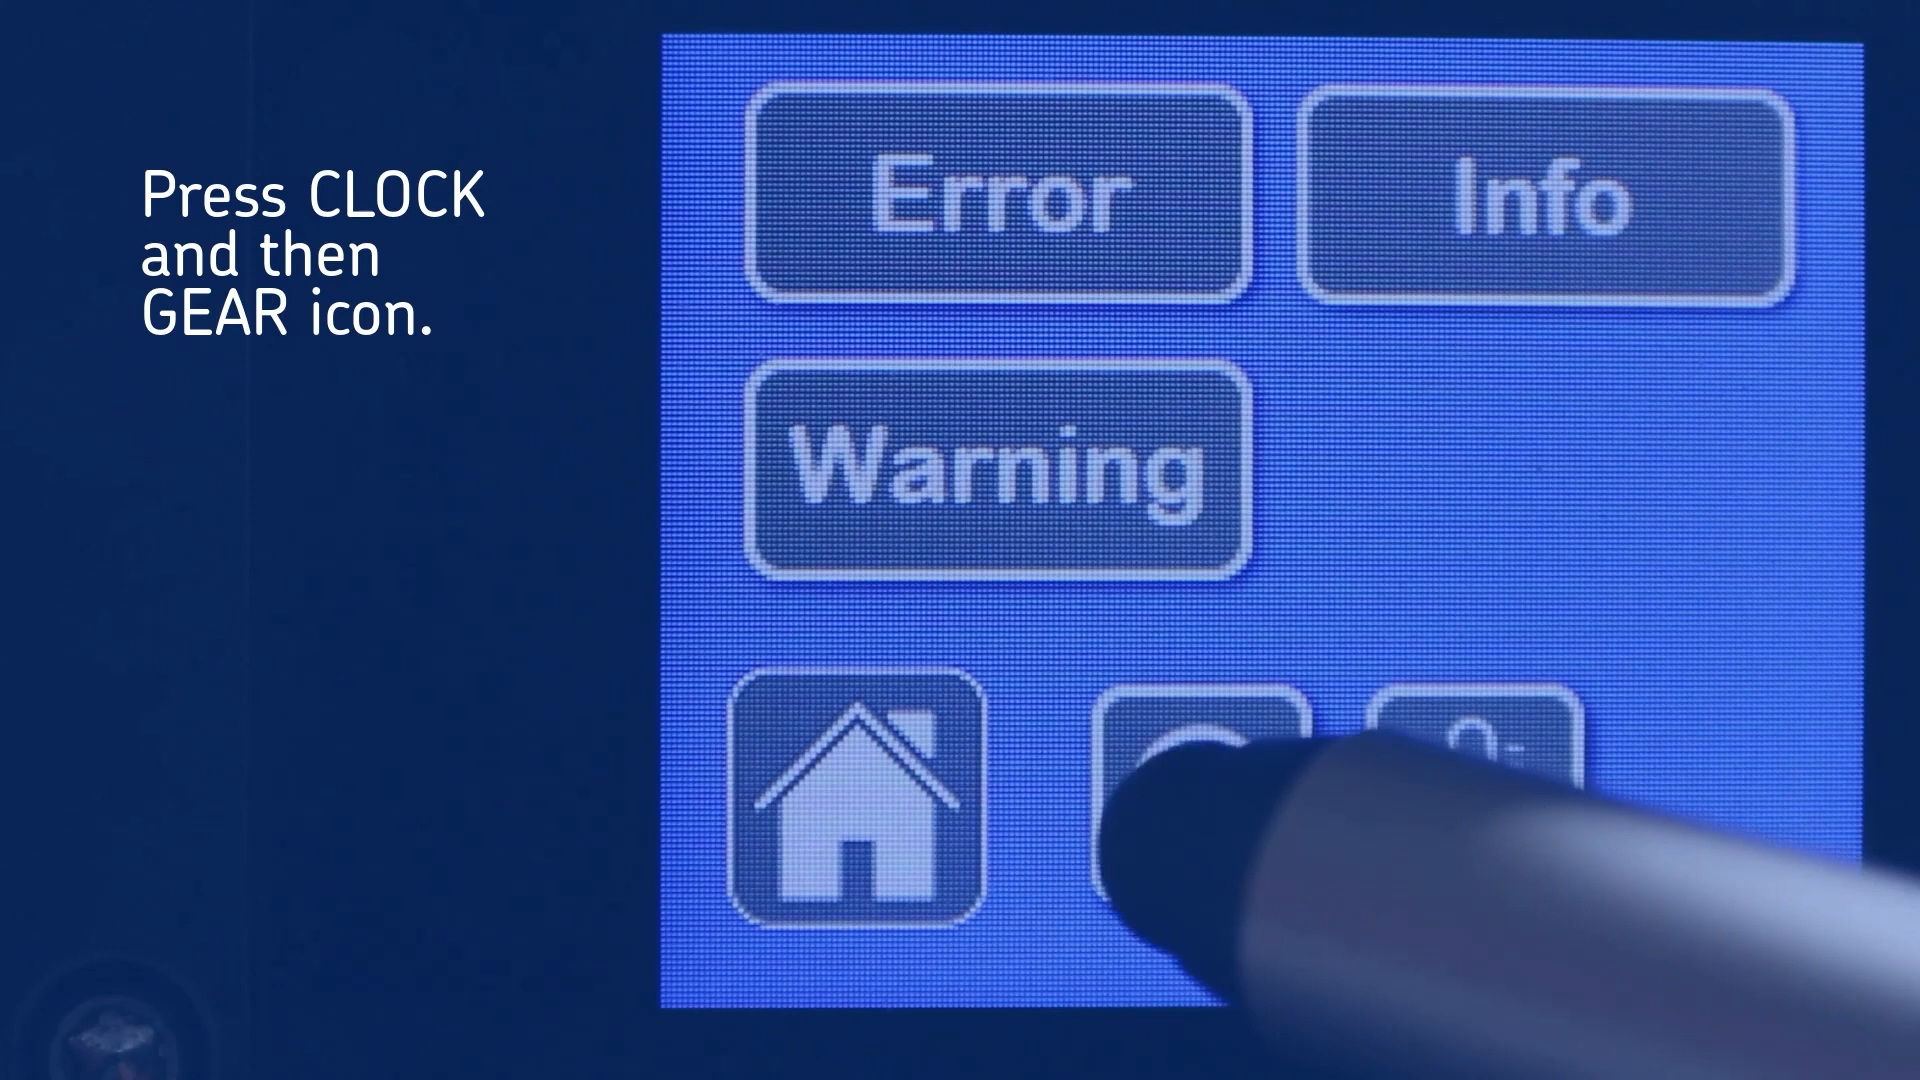 Press CLOCK
and then
GEAR icon.
Error
Info
Warning